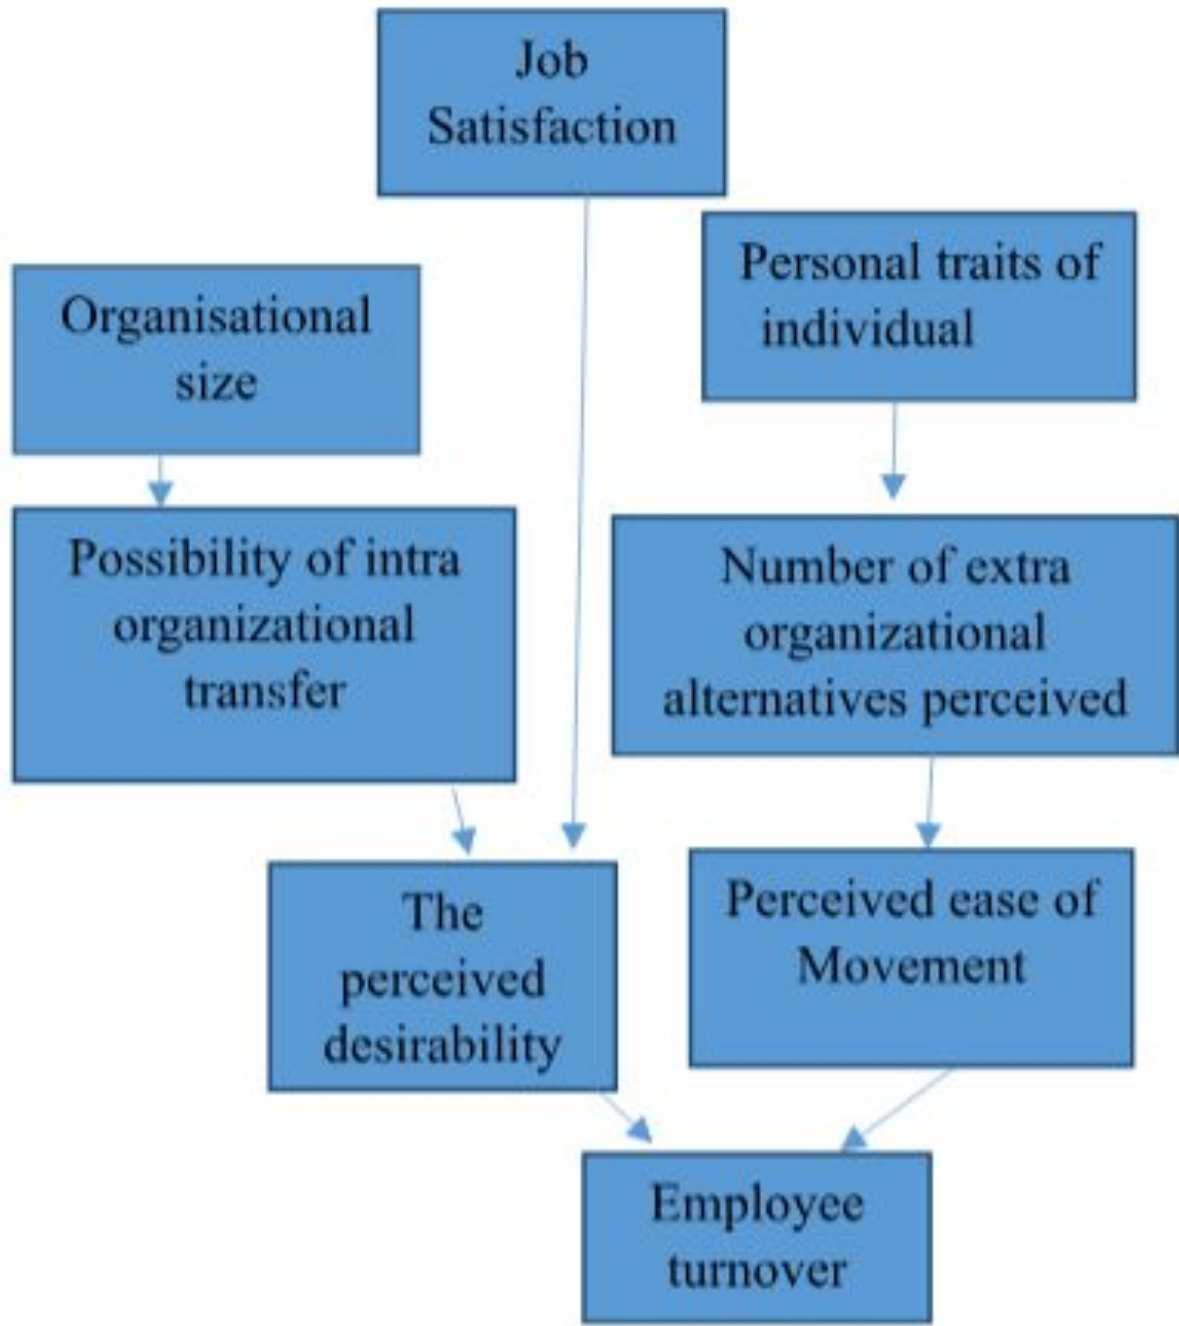 Job
Satisfaction
Personal traits of
individual
Organisational
size
Possibility of intra
organizational
transfer
Number of extra
organizational
alternatives perceived
The
perceived
desirability
Perceived ease of
Movement
Employee
turnover